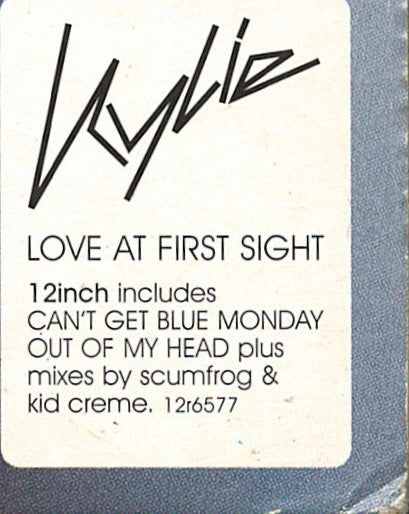 Kylie
LOVE AT FIRST SIGHT
12inch includes
CAN'T GET BLUE MONDAY
OUT OF MY HEAD plus
mixes by scumfrog &
kid creme. 12r6577